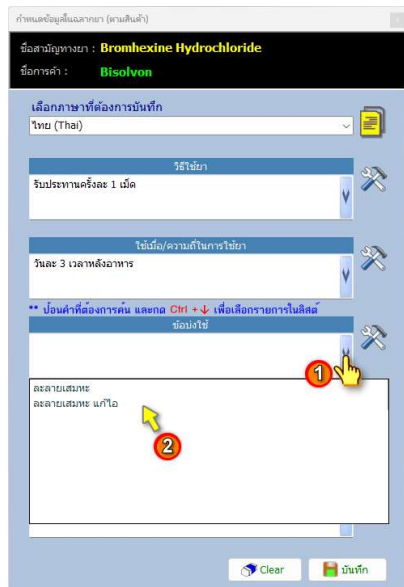 กำหนดข้อมูลในฉลากยา (ตามสินค้า)
ชื่อสามัญทางยา : Bromhexine Hydrochloride
ชื่อการค้า : Bisolvon
เลือกภาษาที่ต้องการบันทึก
ไทย (Thai)
วิธีใช้ยา
รับประทานครั้งละ 1 เม็ด
ใช้เมื่อ/ความถี่ในการใช้ยา
วันละ 3 เวลาหลังอาหาร
** ป้อนคำที่ต้องการค้น และกด Ctrl +↓ เพื่อเลือกรายการในลิสต์
ข้อบ่งใช้
1
ละลายเสมหะ
ละลายเสมหะ แก้ไอ
2
Clear
บันทึก